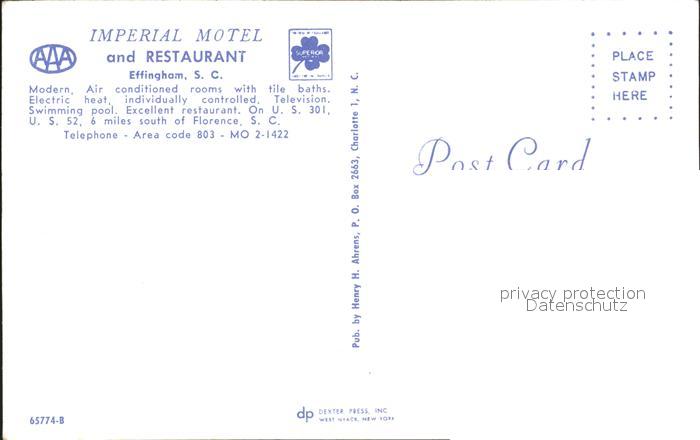 IMPERIAL MOTEL
and RESTAURANT
Effingham, S. C.
AAA
SUPERIOR
Modern, Air conditioned rooms with tile baths.
Electric heat, individually controlled, Television.
Swimming pool. Excellent restaurant. On U. S. 301,
U. S. 52, 6 miles south of Florence, S. C.
Telephone - Area code 803 - MO 2-1422
Pub. by Henry H. Ahrens, P. O. Box 2663, Charlotte 1, N. C.
PLACE
STAMP
HERE
Post Card
privacy protection
Datenschutz
65774-B
dp DEXTER PRESS, INC
WEST NYACK, NEW YORK